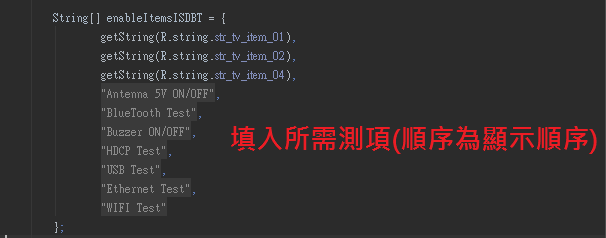 String[] enableItemsISDBT = {
getString(R.string.str_tv_item_01),
getString(R.string.str_tv_item_02),
getString(R.string.str_tv_item_04),
"Antenna 5V ON/OFF",
"BlueTooth Test",
"Buzzer ON/OFF",
"HDCP Test",
"USB Test",
"Ethernet Test",
"WIFI Test"
};
填入所需測項(順序為顯示順序)